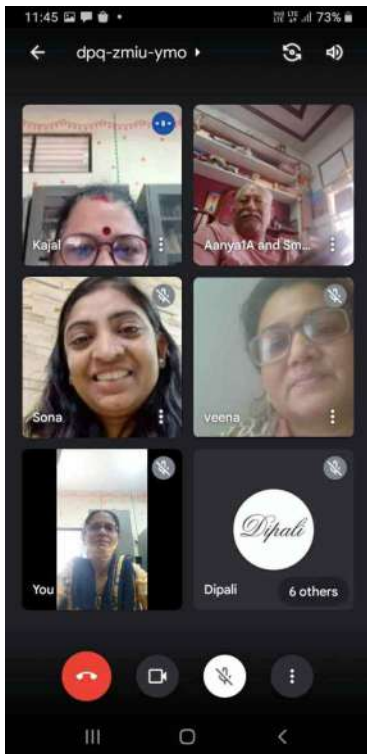 11:45 73%
dpq-zmiu-ymo
Kajal
Aanya1A and Sm...
Sona
veena
You
Dipali
Dipali
6 others